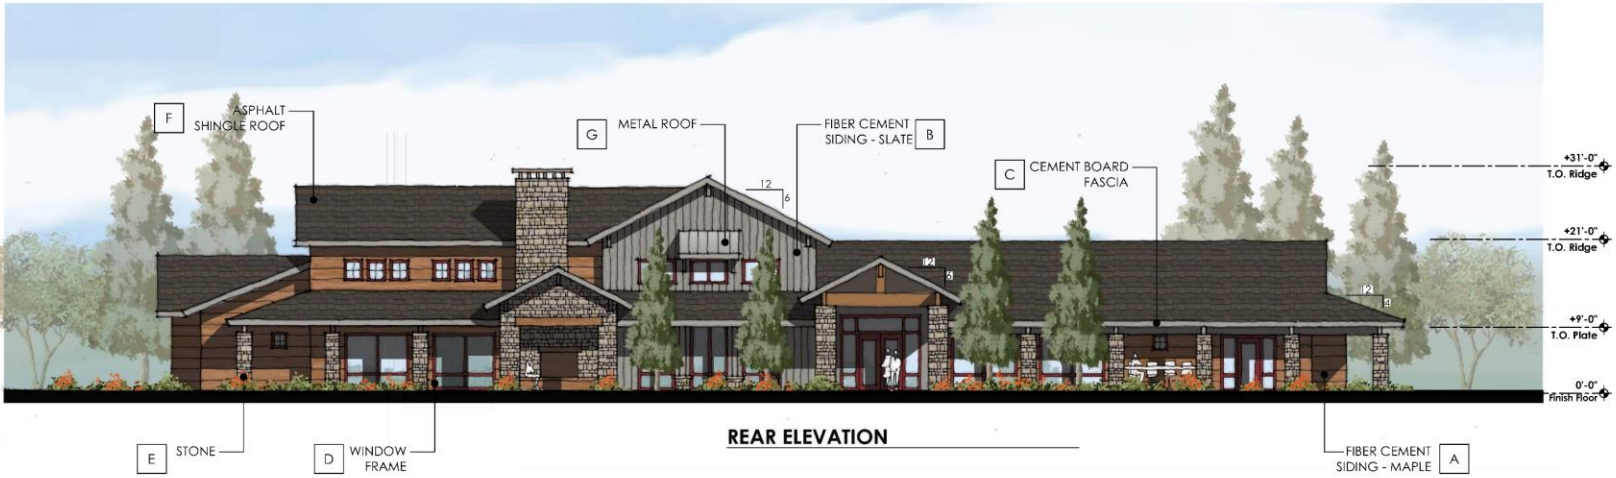 F
ASPHALT
SHINGLE ROOF
G
METAL ROOF
FIBER CEMENT
SIDING - SLATE
B
C
CEMENT BOARD
FASCIA
+31'-0"
T.O. Ridge
12
6
+21'-0"
T.O. Ridge
12
6
12
4
+9'-0"
T.O. Plate
0'-0"
Finish Floor
REAR ELEVATION
E
STONE
D
WINDOW
FRAME
FIBER CEMENT
SIDING - MAPLE
A